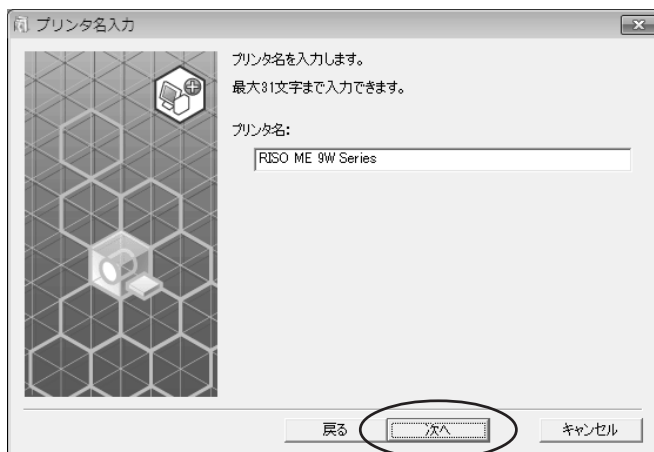 プリンタ名入力
プリンタ名を入力します。
最大31文字まで入力できます。
プリンタ名:
RISO ME 9W Series
戻る
次へ
キャンセル